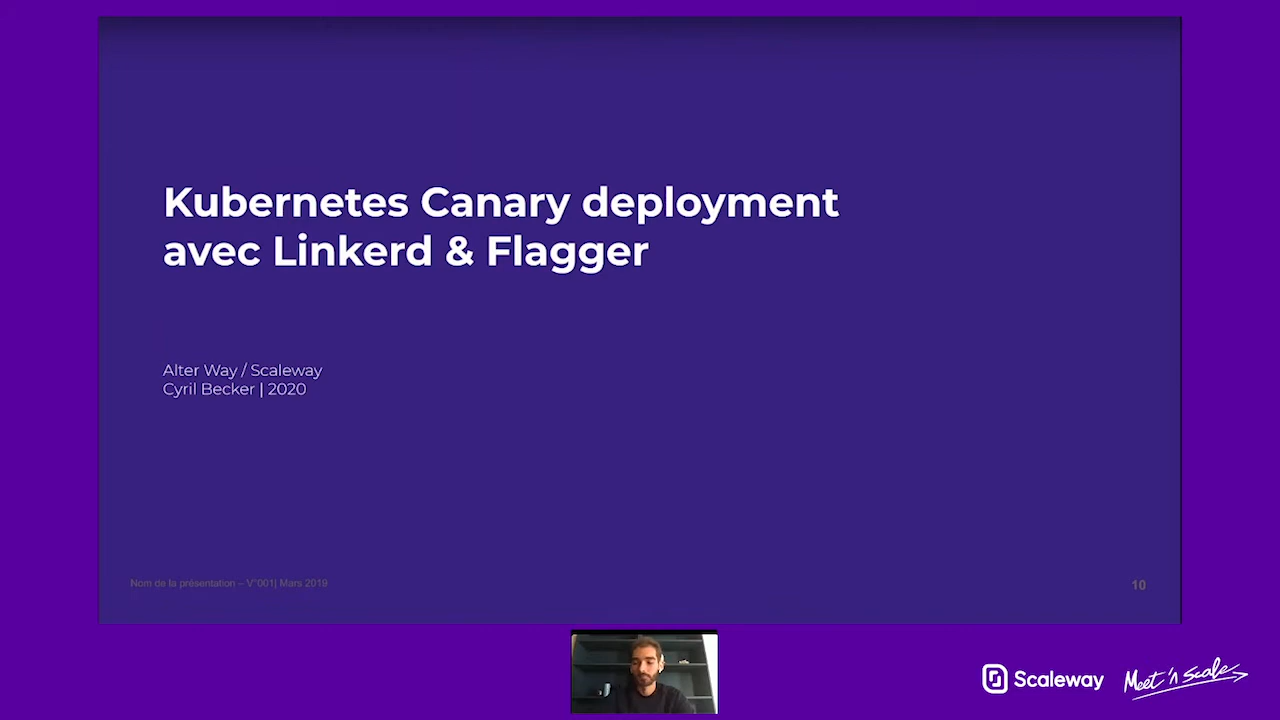 Kubernetes Canary deployment
avec Linkerd & Flagger
Alter Way / Scaleway
Cyril Becker | 2020
Nom de la présentation – V°001| Mars 2019
10
Scaleway
Meet 'n Scale